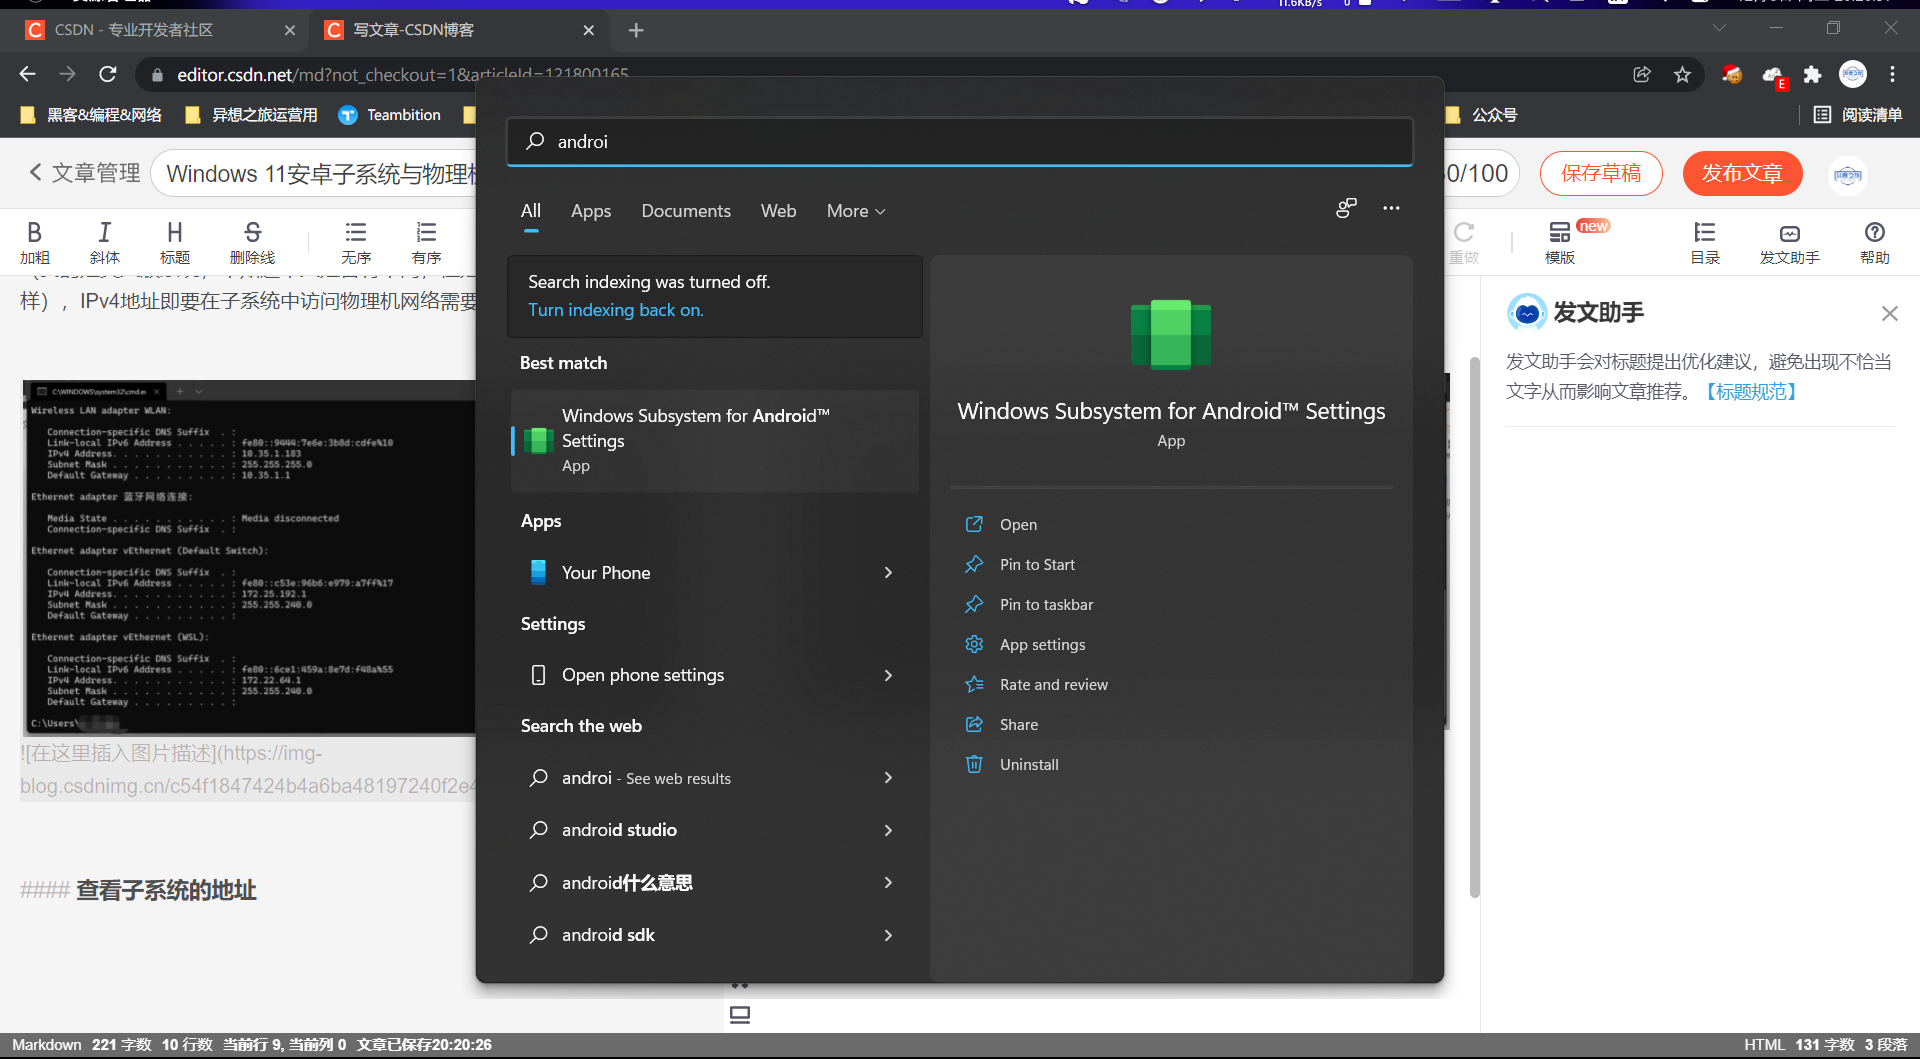 11.6KB/s
CSDN - 专业开发者社区
写文章-CSDN博客
editor.csdn.net/md?not_checkout=1&articleId=121800165
黑客&编程&网络
异想之旅运营用
Teambition
公众号
阅读清单
文章管理
Windows 11安卓子系统与物理机
0/100
保存草稿
发布文章
B
I
H
S
加粗
斜体
标题
删除线
无序
有序
重做
模版
new
目录
发文助手
帮助
样），IPv4地址即要在子系统中访问物理机网络需要
C:\WINDOWS\system32\cmd.e
Wireless LAN adapter WLAN:
Connection-specific DNS Suffix . :
Link-local IPv6 Address . . . . . : fe80::9444:7e6e:3b8d:cdfe%10
IPv4 Address. . . . . . . . . . . : 10.35.1.183
Subnet Mask . . . . . . . . . . . : 255.255.255.0
Default Gateway . . . . . . . . . : 10.35.1.1
Ethernet adapter 蓝牙网络连接:
Media State . . . . . . . . . . . : Media disconnected
Connection-specific DNS Suffix . :
Ethernet adapter vEthernet (Default Switch):
Connection-specific DNS Suffix . :
Link-local IPv6 Address . . . . . : fe80::c53e:96b6:e979:a7ff%17
IPv4 Address. . . . . . . . . . . : 172.25.192.1
Subnet Mask . . . . . . . . . . . : 255.255.240.0
Default Gateway . . . . . . . . . :
Ethernet adapter vEthernet (WSL):
Connection-specific DNS Suffix . :
Link-local IPv6 Address . . . . . : fe80::6ce1:459a:8e7d:f48a%55
IPv4 Address. . . . . . . . . . . : 172.22.64.1
Subnet Mask . . . . . . . . . . . : 255.255.240.0
Default Gateway . . . . . . . . . :
C:\Users\
![在这里插入图片描述](https://img-
blog.csdnimg.cn/c54f1847424b4a6ba48197240f2e4
#### 查看子系统的地址
androi
All
Apps
Documents
Web
More
Search indexing was turned off.
Turn indexing back on.
Best match
Windows Subsystem for Android™
Settings
App
Apps
Your Phone
Settings
Open phone settings
Search the web
androi - See web results
android studio
android什么意思
android sdk
Windows Subsystem for Android™ Settings
App
Open
Pin to Start
Pin to taskbar
App settings
Rate and review
Share
Uninstall
发文助手
发文助手会对标题提出优化建议，避免出现不恰当
文字从而影响文章推荐。【标题规范】
Markdown 221 字数 10 行数 当前行 9, 当前列 0 文章已保存20:20:26
HTML 131 字数 3 段落